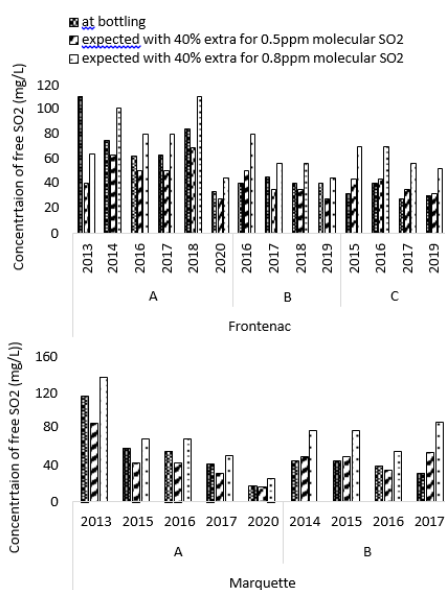 at bottling
expected with 40% extra for 0.5ppm molecular SO2
expected with 40% extra for 0.8ppm molecular SO2
Concentrtaion of free SO2 (mg/L)
120
100
80
60
40
20
0
2013 2014 2016 2017 2018 2020 2016 2017 2018 2019 2015 2016 2017 2019
A B C
Frontenac
Concentrtaion of free SO2 (mg/L))
160
120
80
40
0
2013 2015 2016 2017 2020 2014 2015 2016 2017
A B
Marquette